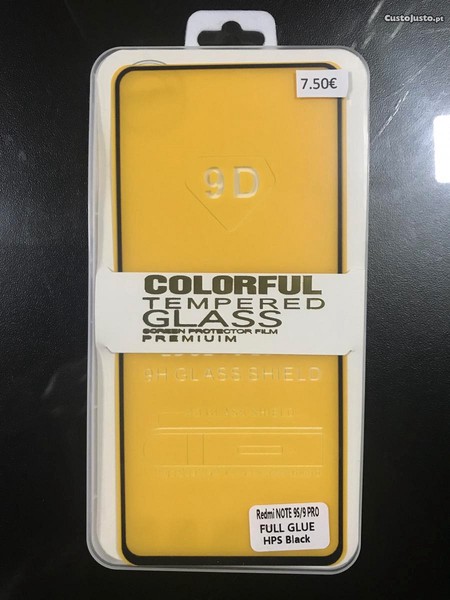 CustoJusto.pt
7.50€
9D
COLORFUL
TEMPERED
GLASS
SCREEN PROTECTOR FILM
PREMIUIM
9H GLASS SHIELD
Redmi NOTE 9S/9 PRO
FULL GLUE
HPS Black